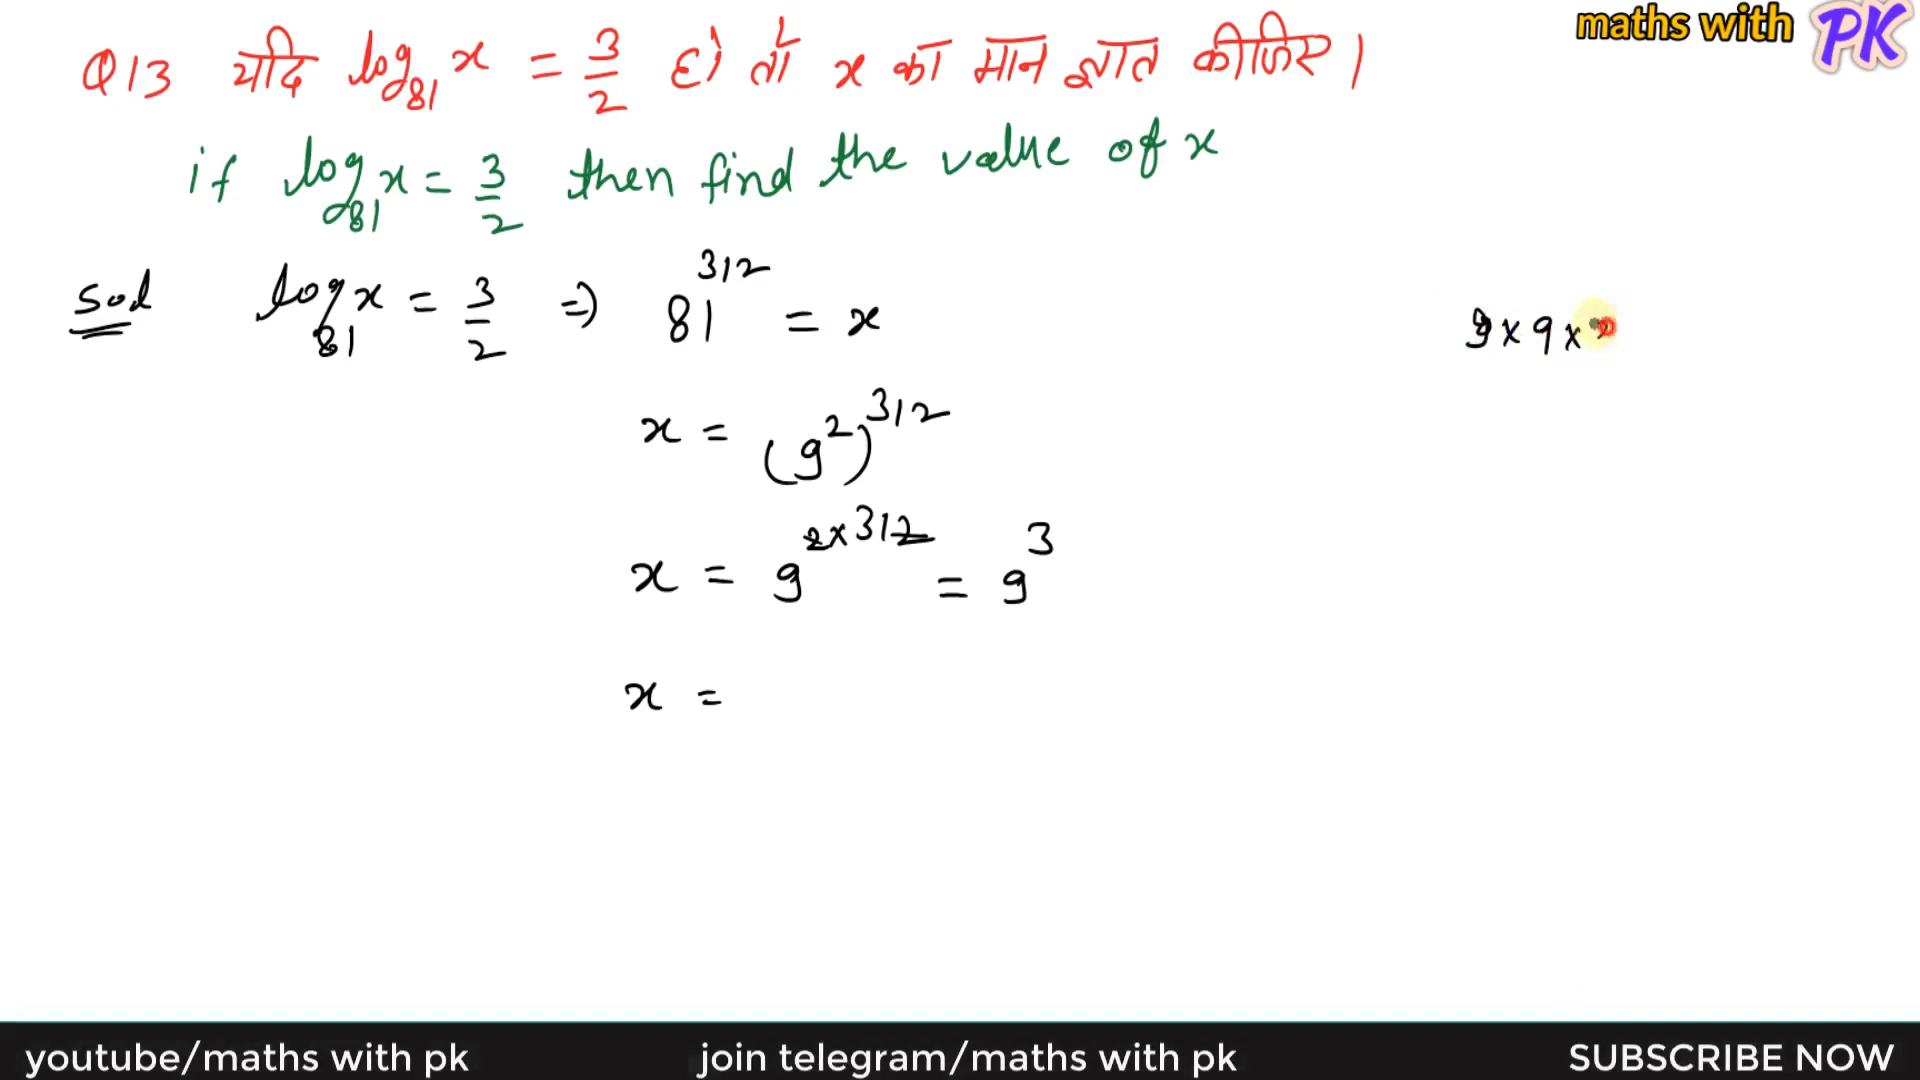 maths with PK
Q13 यदि log₈₁ x = 3/2 हो तो x का मान ज्ञात कीजिए ।
if log₈₁ x = 3/2 then find the value of x
Sol log₈₁ x = 3/2 ⇒ 81^3/2 = x
9 x 9 x
x = (9²)^3/2
x = 9^2x3/2 = 9³
x =
youtube/maths with pk join telegram/maths with pk SUBSCRIBE NOW